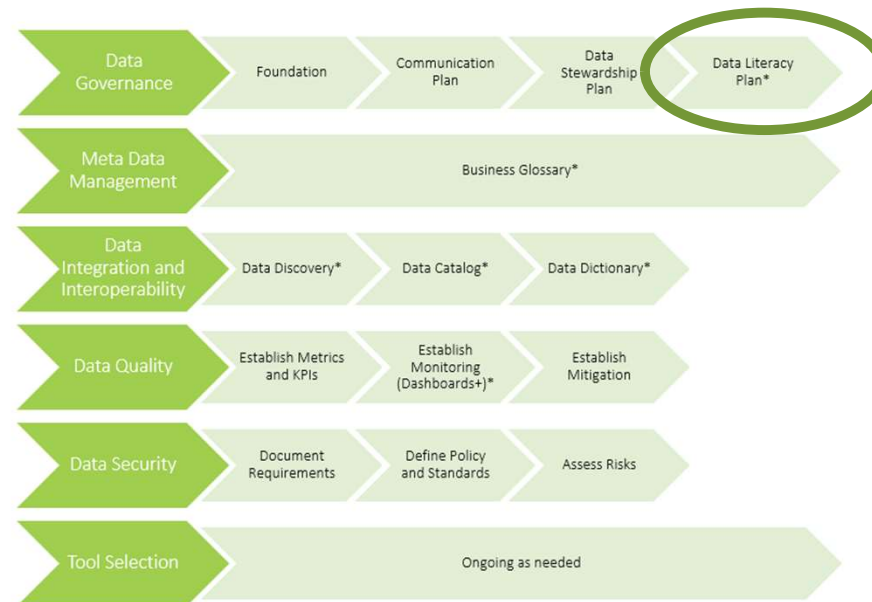 Data
Governance
Foundation
Communication
Plan
Data
Stewardship
Plan
Data Literacy
Plan*
Meta Data
Management
Business Glossary*
Data
Integration and
Interoperability
Data Discovery*
Data Catalog*
Data Dictionary*
Data Quality
Establish Metrics
and KPIs
Establish
Monitoring
(Dashboards+)*
Establish
Mitigation
Data Security
Document
Requirements
Define Policy
and Standards
Assess Risks
Tool Selection
Ongoing as needed